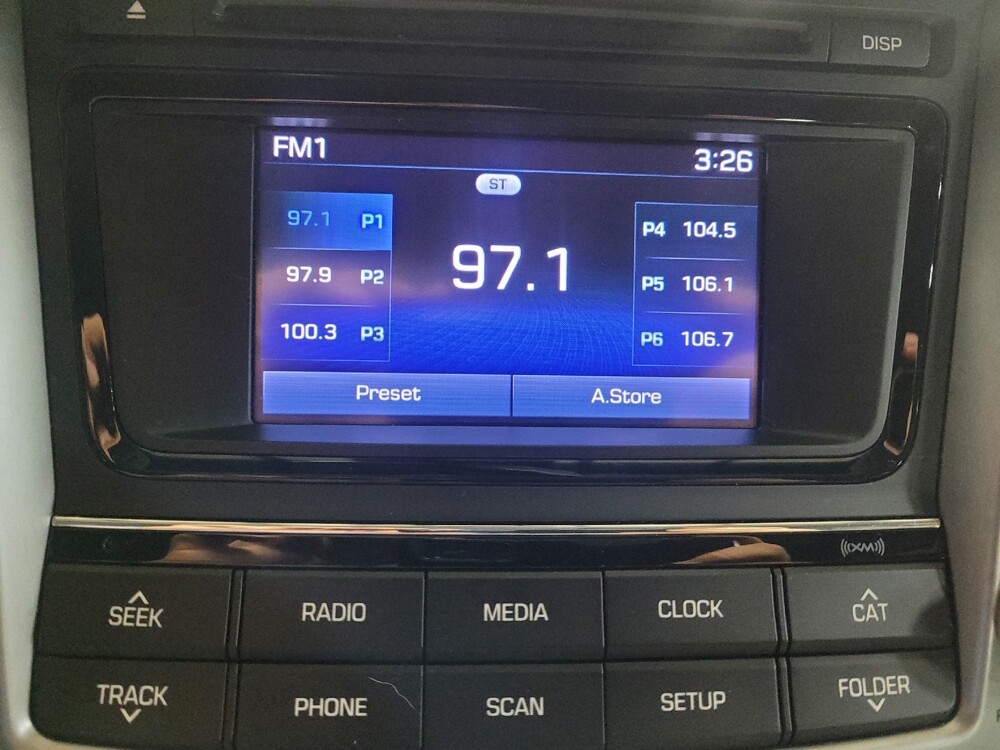 DISP
FM1 3:26
ST
97.1 P1
97.9 P2
100.3 P3
97.1
P4 104.5
P5 106.1
P6 106.7
Preset A.Store
((XM))
SEEK RADIO MEDIA CLOCK CAT
TRACK PHONE SCAN SETUP FOLDER